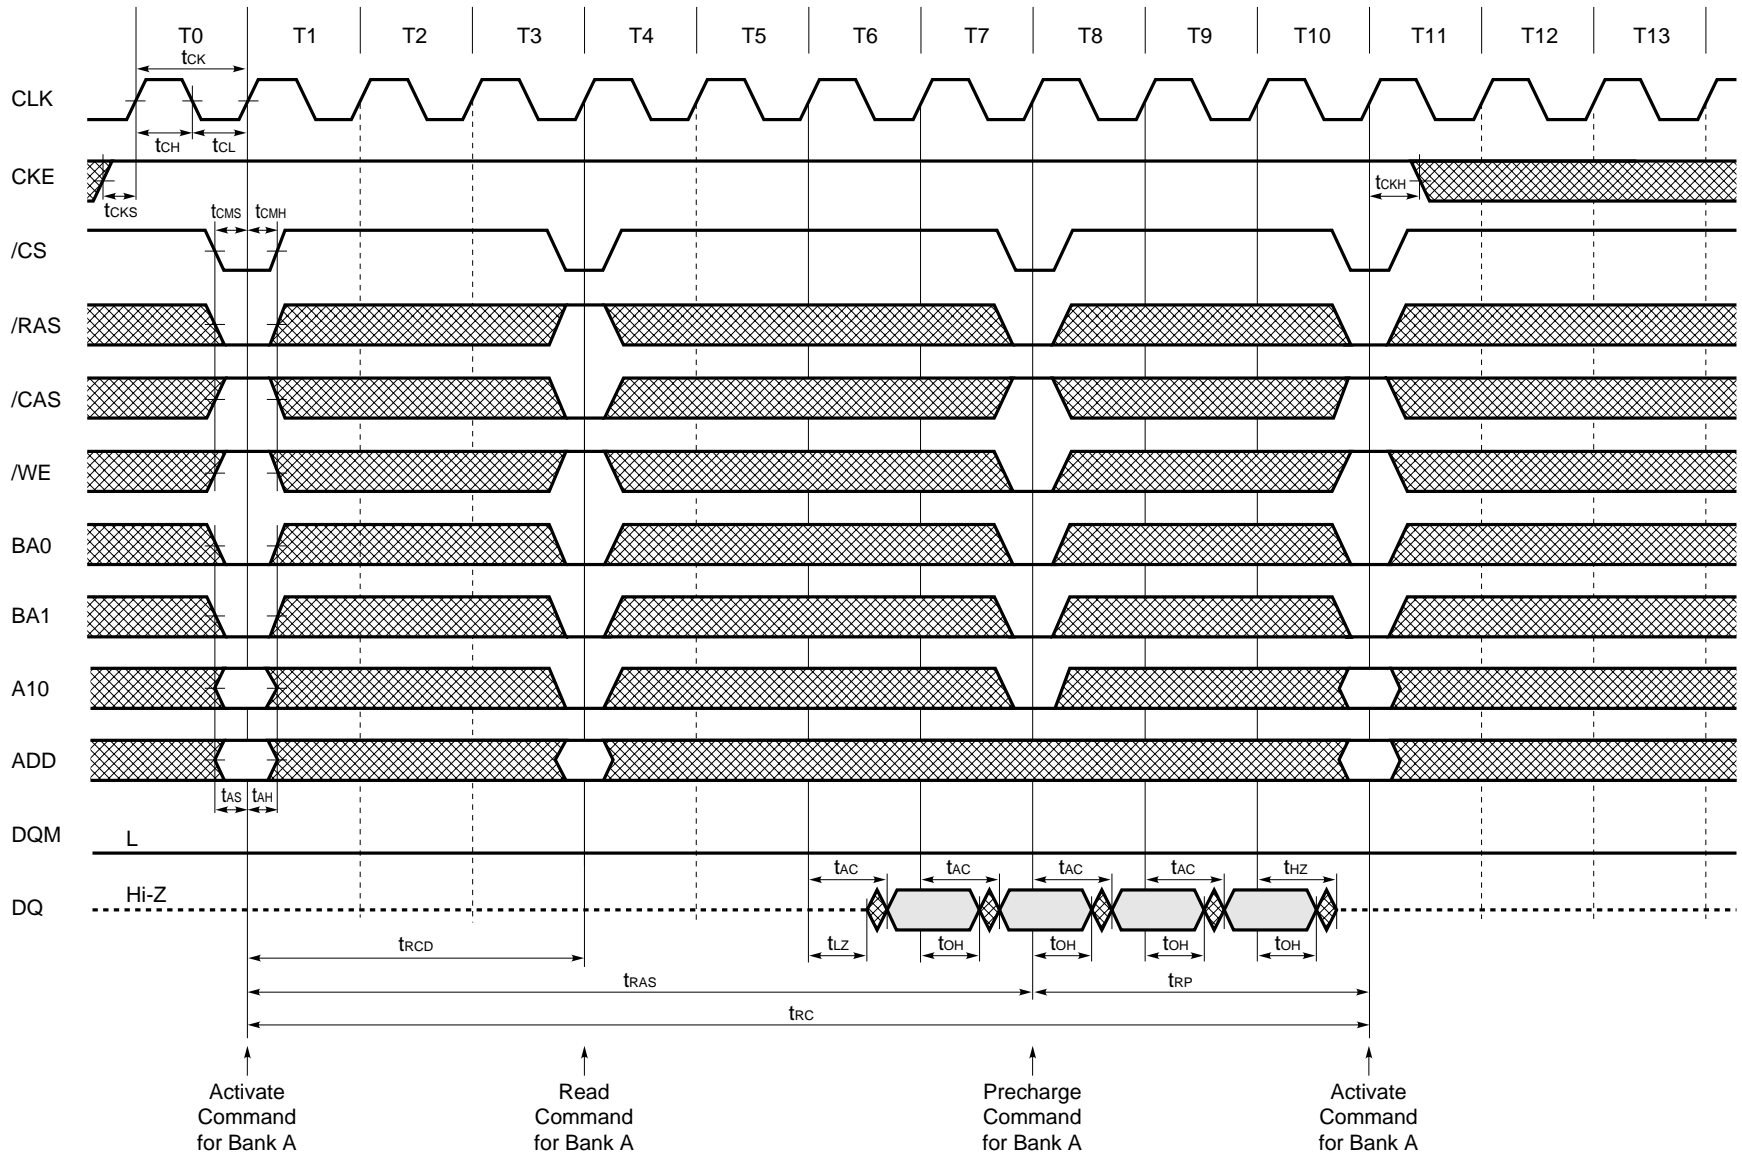 T0 T1 T2 T3 T4 T5 T6 T7 T8 T9 T10 T11 T12 T13
tCK
CLK
tCH tCL
CKE
tCKS tCKH
tCMS tCMH
/CS
/RAS
/CAS
/WE
BA0
BA1
A10
ADD
tAS tAH
DQM L
tAC tAC tAC tAC tHZ
DQ Hi-Z
tLZ tOH tOH tOH tOH
tRCD
tRAS tRP
tRC
Activate
Command
for Bank A
Read
Command
for Bank A
Precharge
Command
for Bank A
Activate
Command
for Bank A